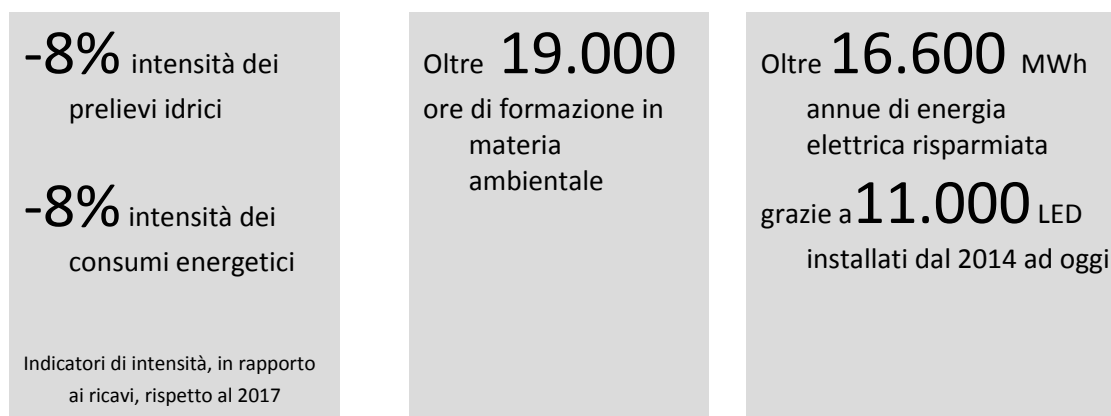 -8% intensità dei
prelievi idrici
-8% intensità dei
consumi energetici
Indicatori di intensità, in rapporto
ai ricavi, rispetto al 2017
Oltre 19.000
ore di formazione in
materia
ambientale
Oltre 16.600 MWh
annue di energia
elettrica risparmiata
grazie a 11.000 LED
installati dal 2014 ad oggi